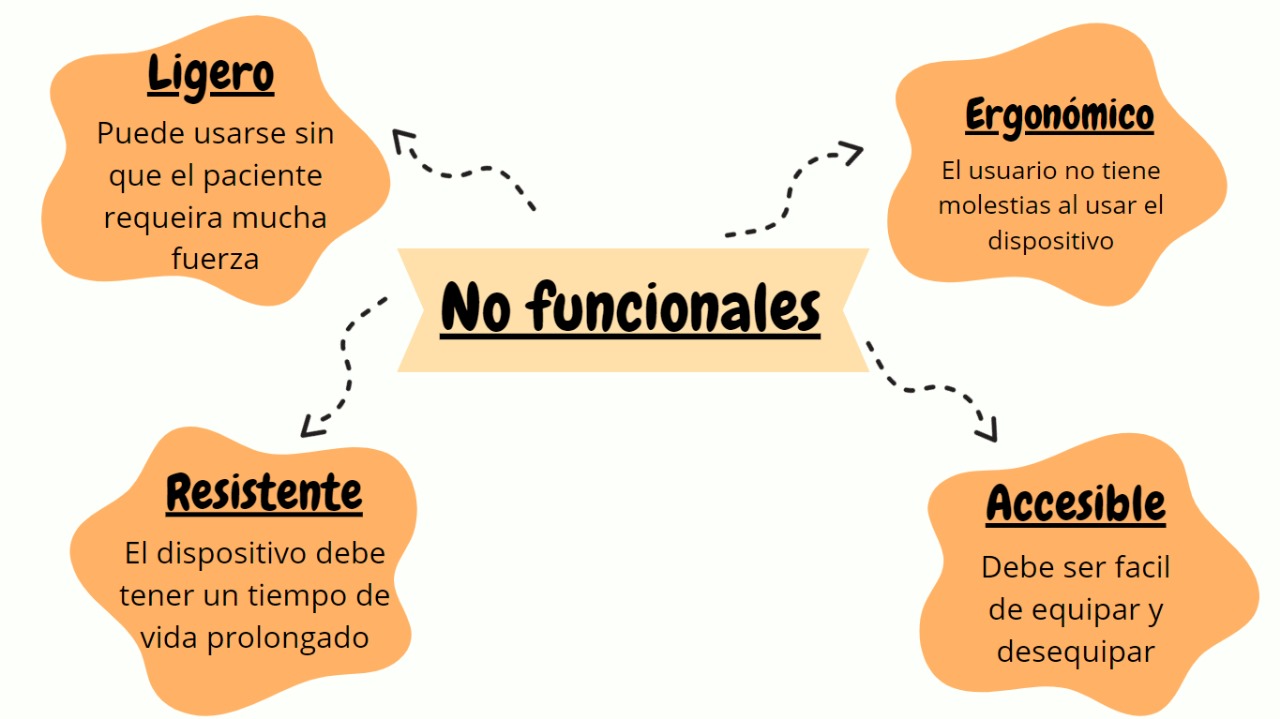 Ligero
Puede usarse sin
que el paciente
requeira mucha
fuerza
Ergonómico
El usuario no tiene
molestias al usar el
dispositivo
No funcionales
Resistente
El dispositivo debe
tener un tiempo de
vida prolongado
Accesible
Debe ser facil
de equipar y
desequipar